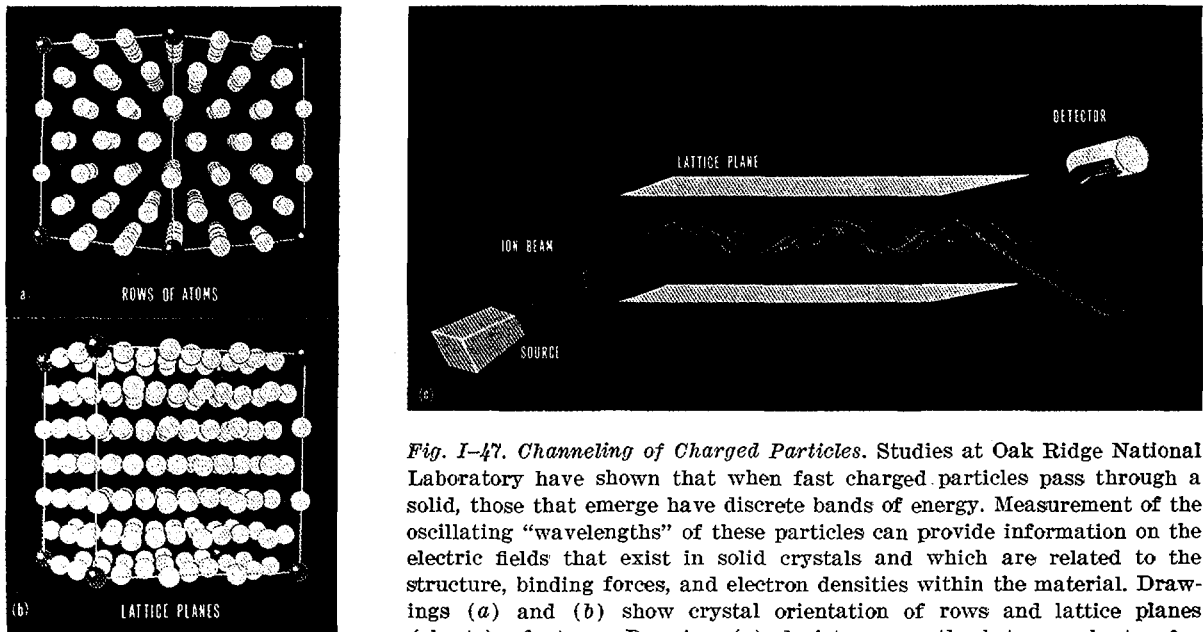 a.
ROWS OF ATOMS
(b)
LATTICE PLANES
DETECTOR
LATTICE PLANE
ION BEAM
SOURCE
(c)
Fig. I-47. Channeling of Charged Particles. Studies at Oak Ridge National
Laboratory have shown that when fast charged particles pass through a
solid, those that emerge have discrete bands of energy. Measurement of the
oscillating "wavelengths" of these particles can provide information on the
electric fields that exist in solid crystals and which are related to the
structure, binding forces, and electron densities within the material. Draw-
ings (a) and (b) show crystal orientation of rows and lattice planes